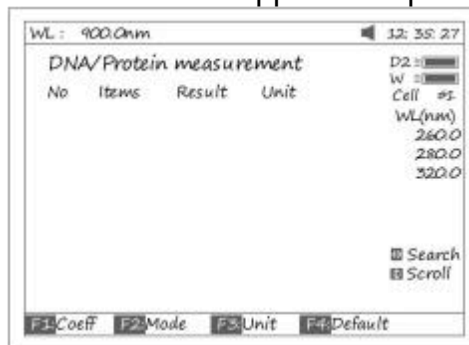 WL: 900.0nm 12: 35: 27
DNA/Protein measurement
No Items Result Unit
D2
W
Cell #1
WL(nm)
260.0
280.0
320.0
Search
Scroll
F1:Coeff F2:Mode F3:Unit F4:Default